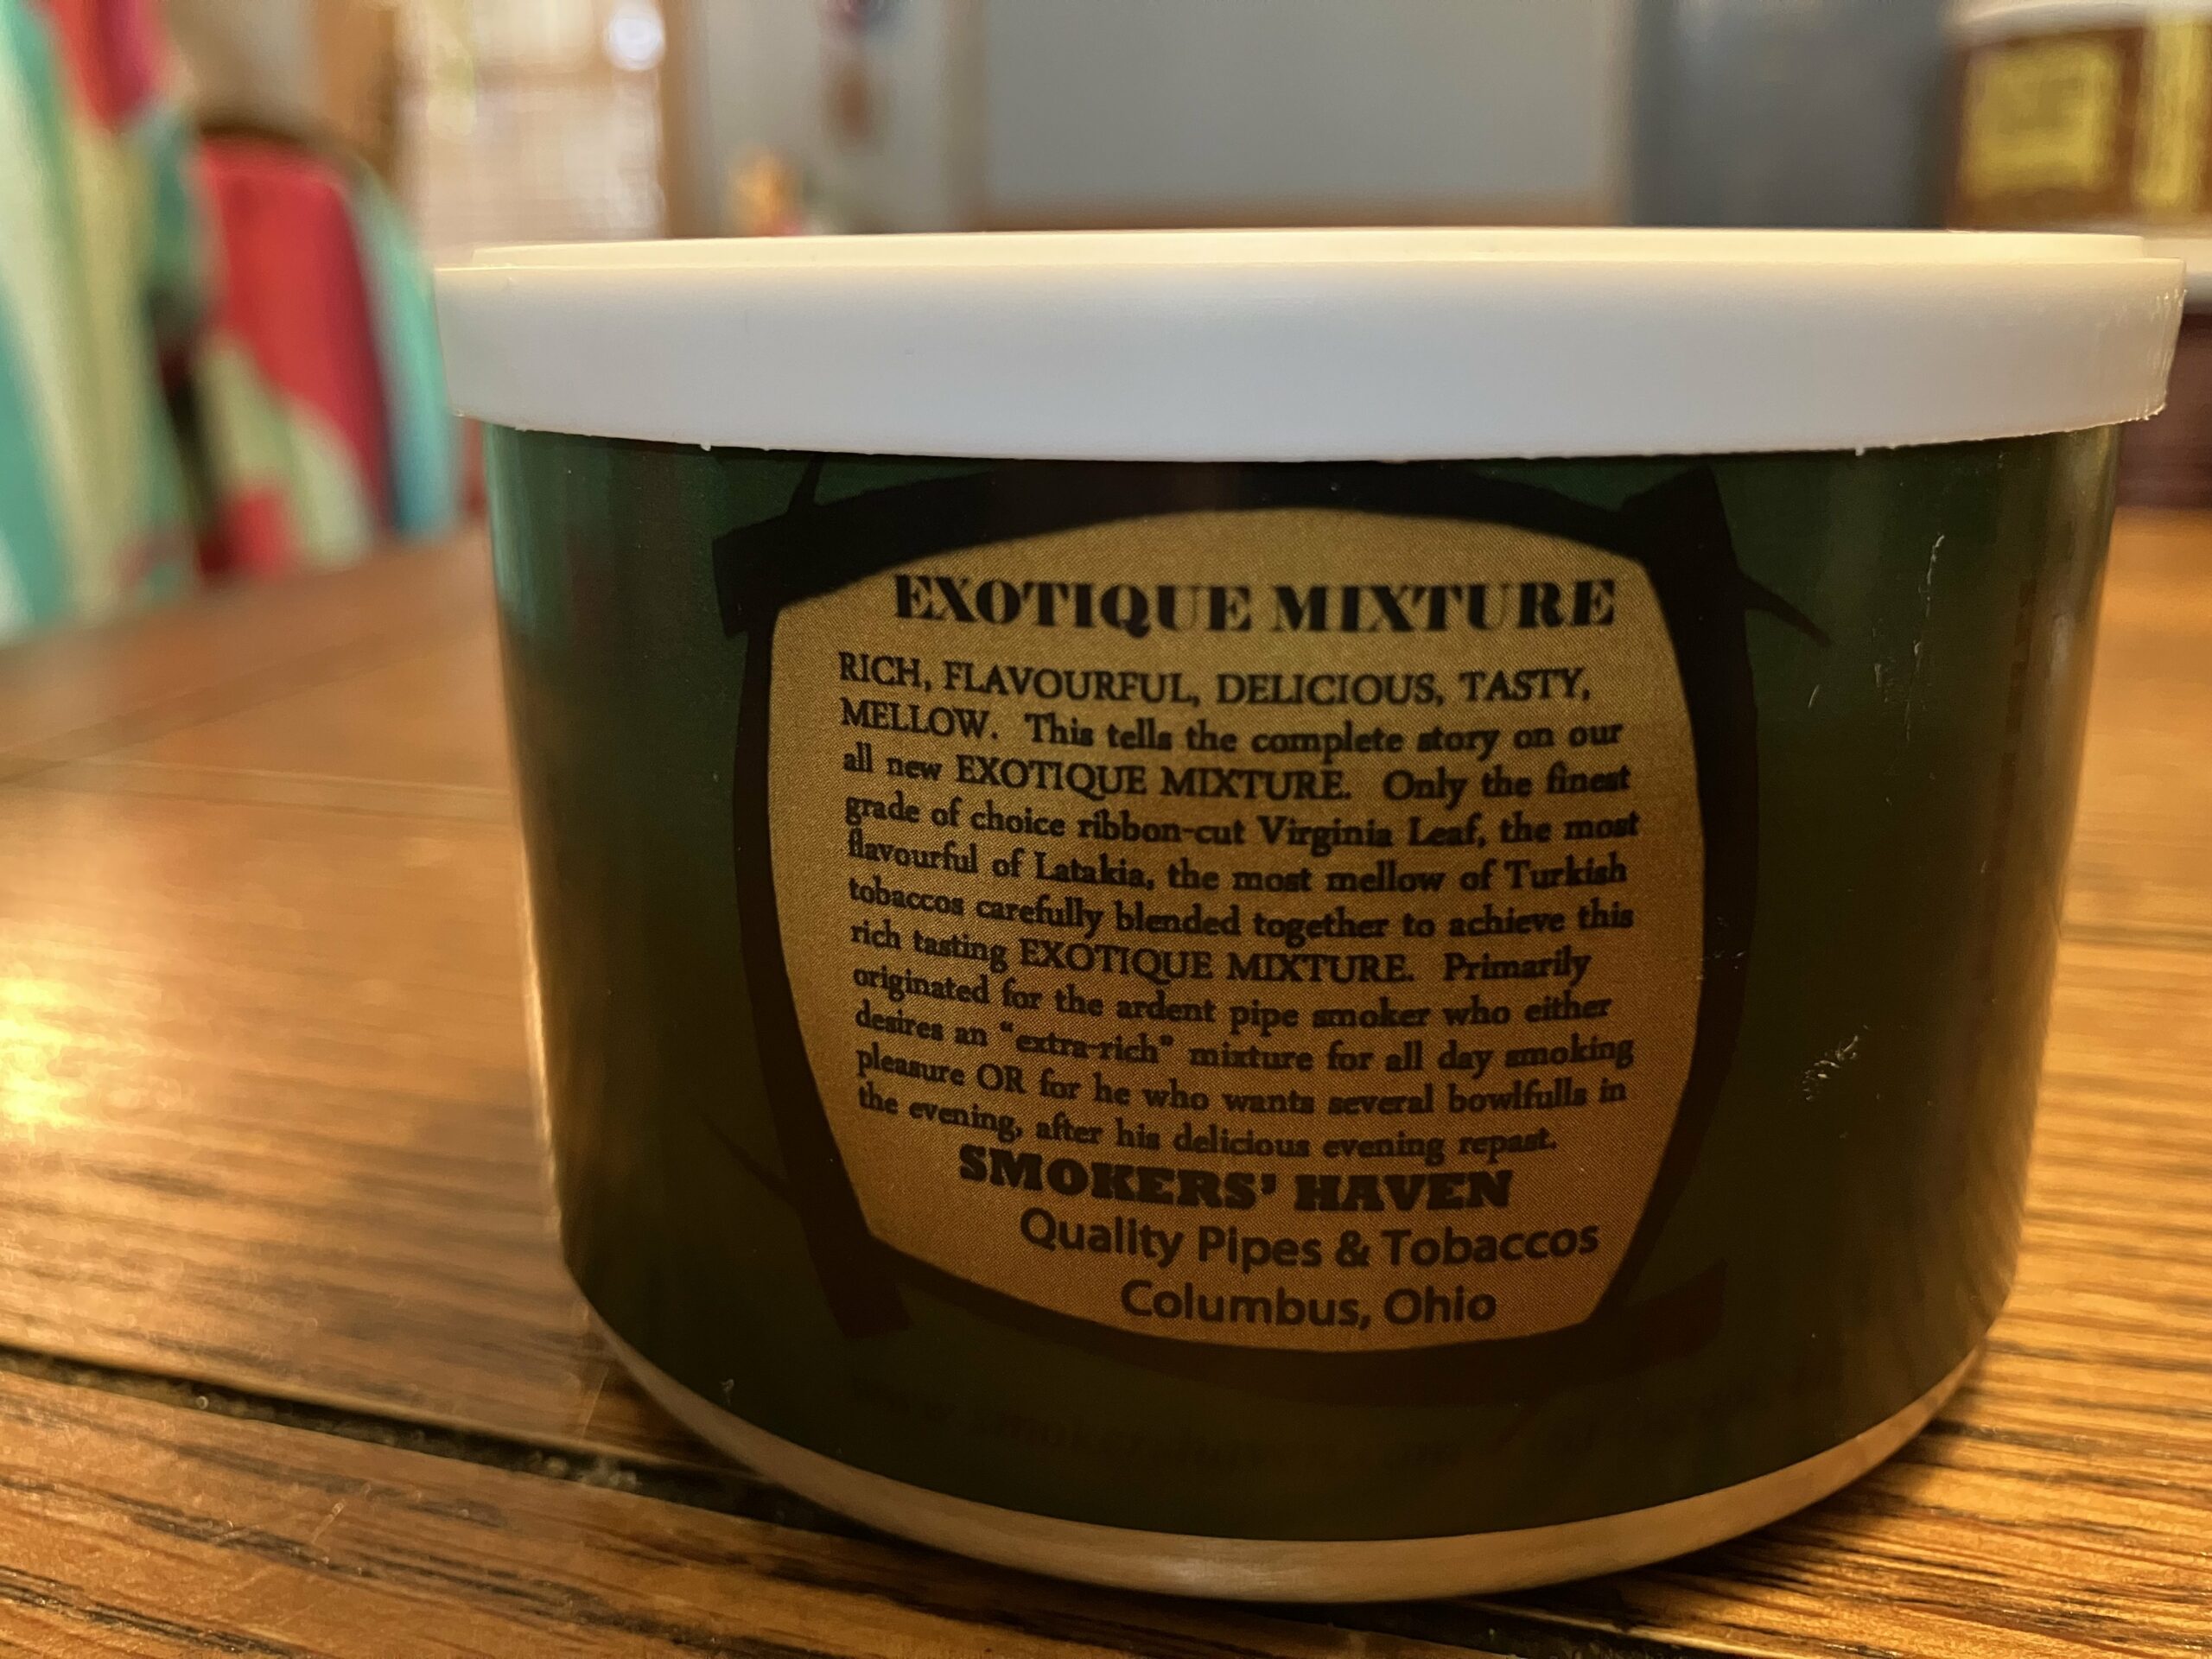 EXOTIQUE MIXTURE
RICH, FLAVOURFUL, DELICIOUS, TASTY,
MELLOW. This tells the complete story on our
all new EXOTIQUE MIXTURE. Only the finest
grade of choice ribbon-cut Virginia Leaf, the most
flavourful of Latakia, the most mellow of Turkish
tobaccos carefully blended together to achieve this
rich tasting EXOTIQUE MIXTURE. Primarily
originated for the ardent pipe smoker who either
desires an "extra-rich" mixture for all day smoking
pleasure OR for he who wants several bowlfulls in
the evening, after his delicious evening repast.
SMOKERS' HAVEN
Quality Pipes & Tobaccos
Columbus, Ohio